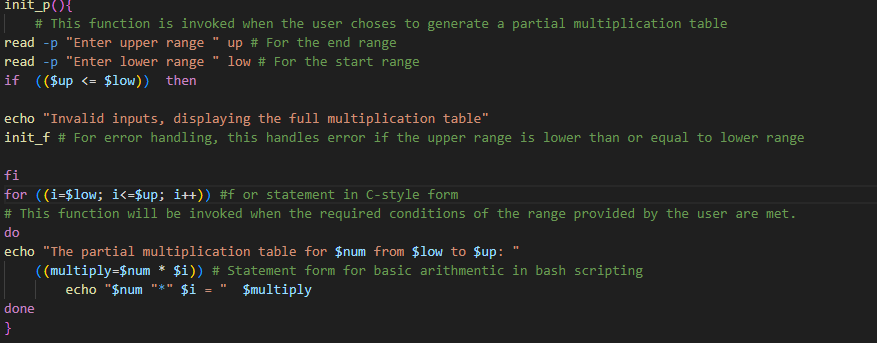 init_p(){
# This function is invoked when the user choses to generate a partial multiplication table
read -p "Enter upper range " up # For the end range
read -p "Enter lower range " low # For the start range
if (($up <= $low)) then
echo "Invalid inputs, displaying the full multiplication table"
init_f # For error handling, this handles error if the upper range is lower than or equal to lower range
fi
for ((i=$low; i<=$up; i++)) #f or statement in C-style form
# This function will be invoked when the required conditions of the range provided by the user are met.
do
echo "The partial multiplication table for $num from $low to $up: "
((multiply=$num * $i)) # Statement form for basic arithmentic in bash scripting
echo "$num "*" $i = " $multiply
done
}